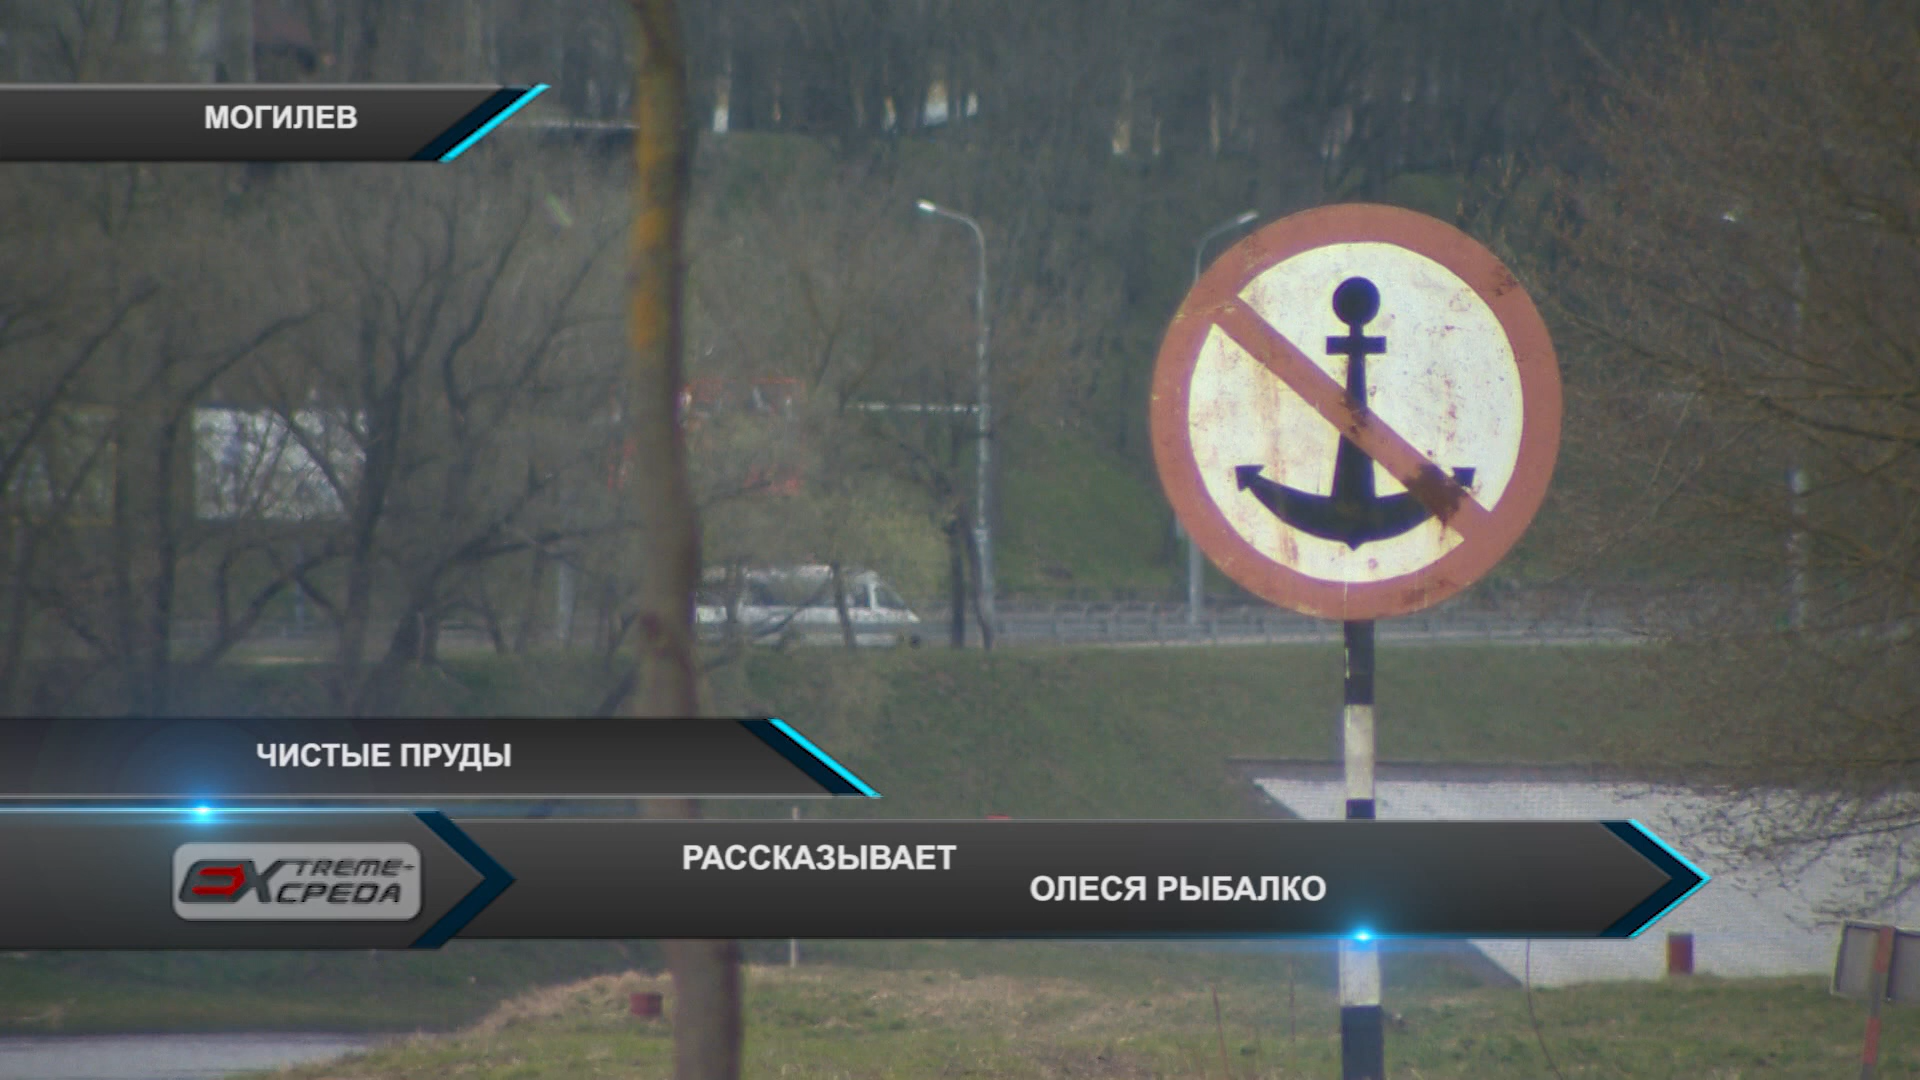 МОГИЛЕВ
ЧИСТЫЕ ПРУДЫ
EXTREME-
СРЕДА
РАССКАЗЫВАЕТ
ОЛЕСЯ РЫБАЛКО